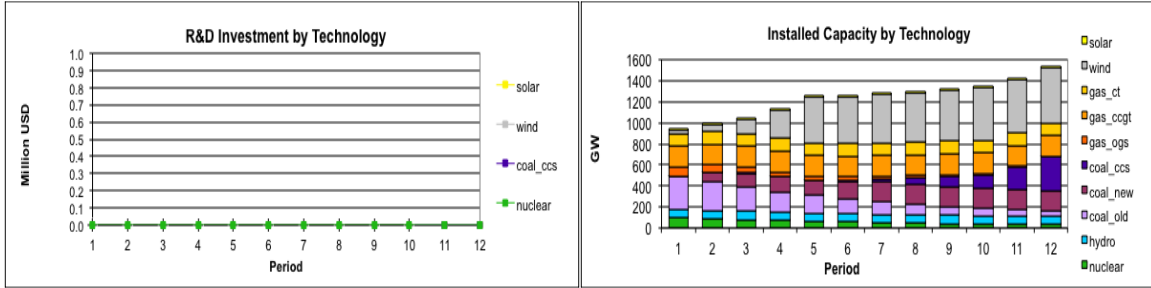 R&D Investment by Technology
Million USD
1.0
0.9
0.8
0.7
0.6
0.5
0.4
0.3
0.2
0.1
0.0
1 2 3 4 5 6 7 8 9 10 11 12
Period
solar
wind
coal_ccs
nuclear
Installed Capacity by Technology
GW
1600
1400
1200
1000
800
600
400
200
0
1 2 3 4 5 6 7 8 9 10 11 12
Period
solar
wind
gas_ct
gas_ccgt
gas_ogs
coal_ccs
coal_new
coal_old
hydro
nuclear